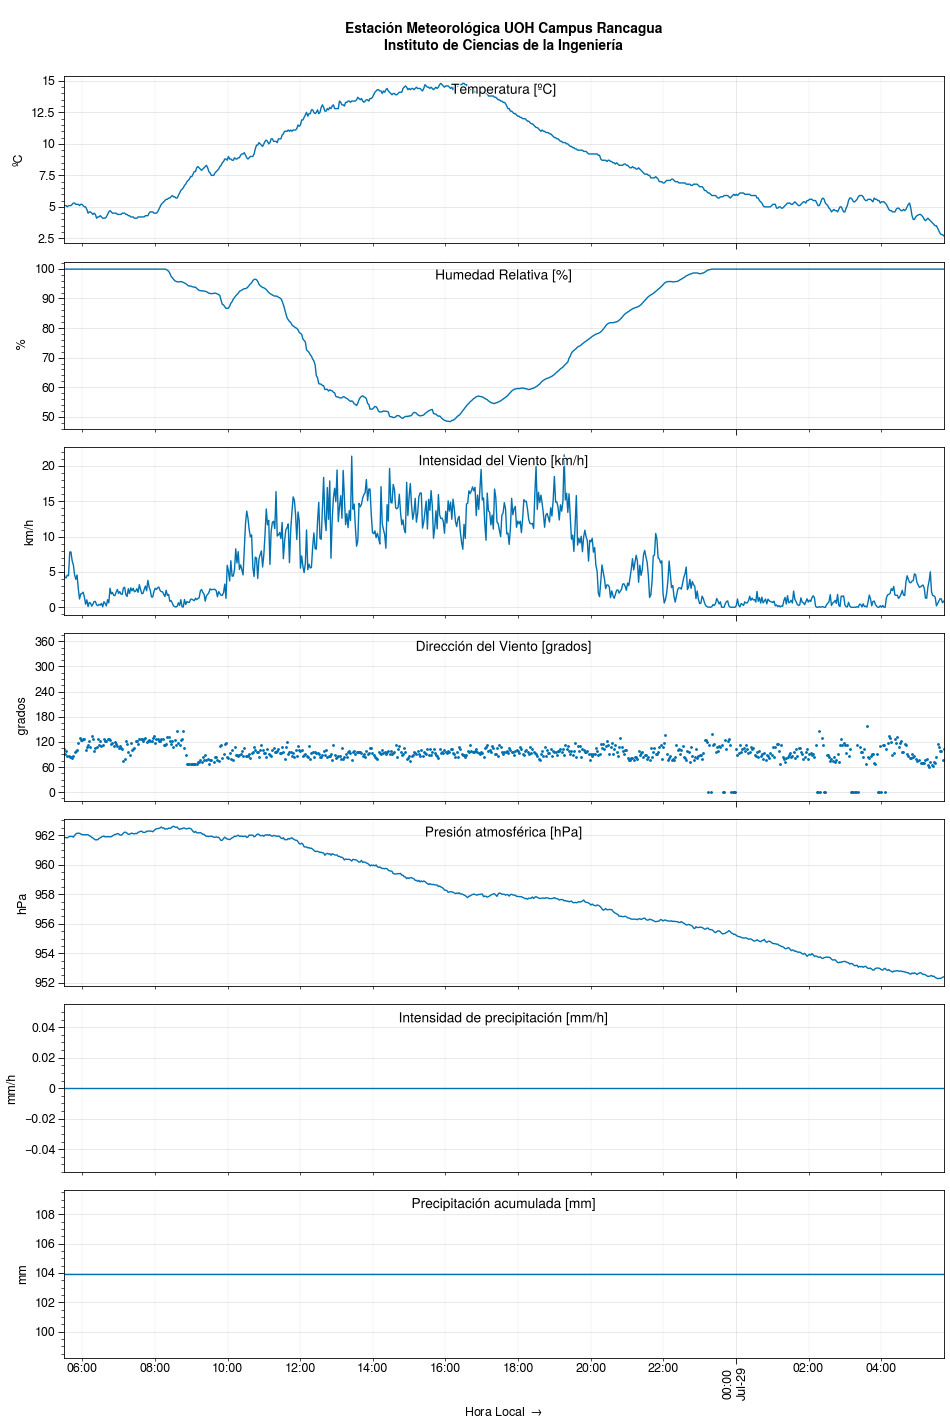 Estación Meteorológica UOH Campus Rancagua
Instituto de Ciencias de la Ingeniería
Temperatura [ºC]
ºC
15
12.5
10
7.5
5
2.5
Humedad Relativa [%]
%
100
90
80
70
60
50
Intensidad del Viento [km/h]
km/h
20
15
10
5
0
Dirección del Viento [grados]
grados
360
300
240
180
120
60
0
Presión atmosférica [hPa]
hPa
962
960
958
956
954
952
Intensidad de precipitación [mm/h]
mm/h
0.04
0.02
0
−0.02
−0.04
Precipitación acumulada [mm]
mm
108
106
104
102
100
06:00 08:00 10:00 12:00 14:00 16:00 18:00 20:00 22:00 00:00 02:00 04:00
Jul-29
Hora Local →